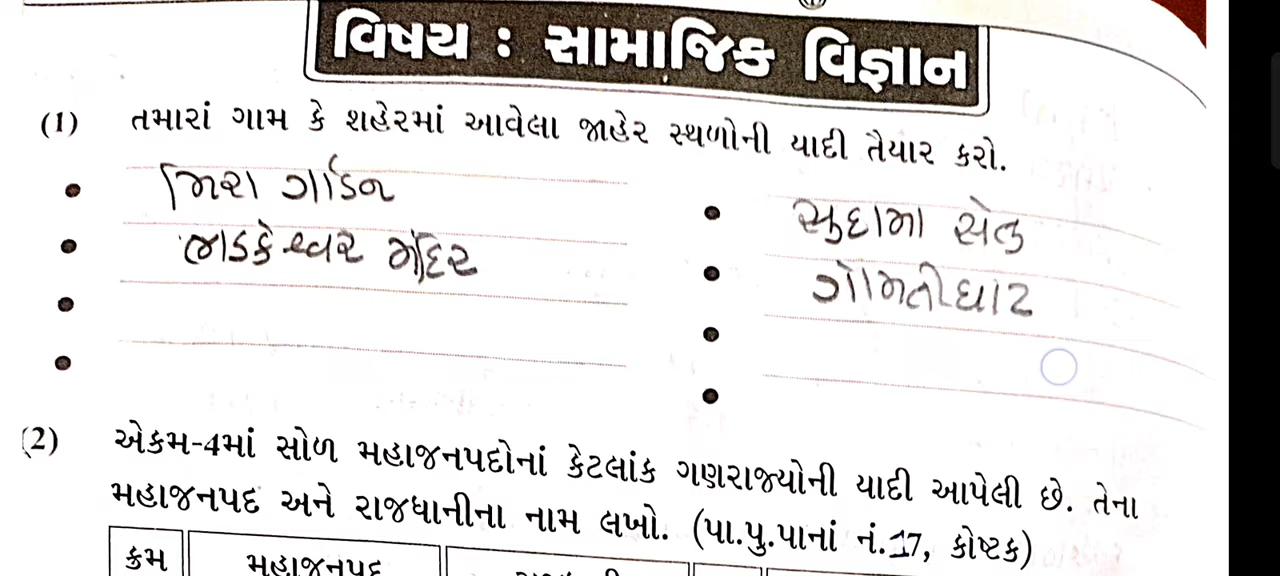 વિષય : સામાજિક વિજ્ઞાન
(1) તમારાં ગામ કે શહેરમાં આવેલા જાહેર સ્થળોની યાદી તૈયાર કરો.
• મિરા ગાર્ડન
• સુદામા સેતુ
• ભડકેશ્વર મંદિર
• ગોમતીઘાટ
(2) એકમ-4માં સોળ મહાજનપદોનાં કેટલાંક ગણરાજ્યોની યાદી આપેલી છે. તેના
મહાજનપદ અને રાજધાનીના નામ લખો. (પા.પુ.પાનાં નં.17, કોષ્ટક)
ક્રમ મહાજનપદ